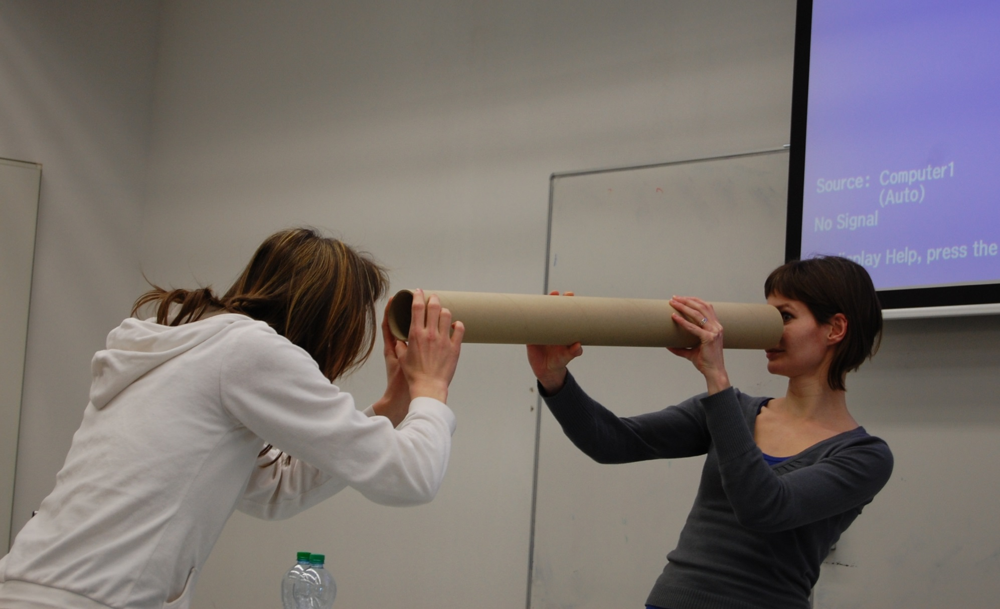 Source: Computer1
(Auto)
No Signal
Help, press the